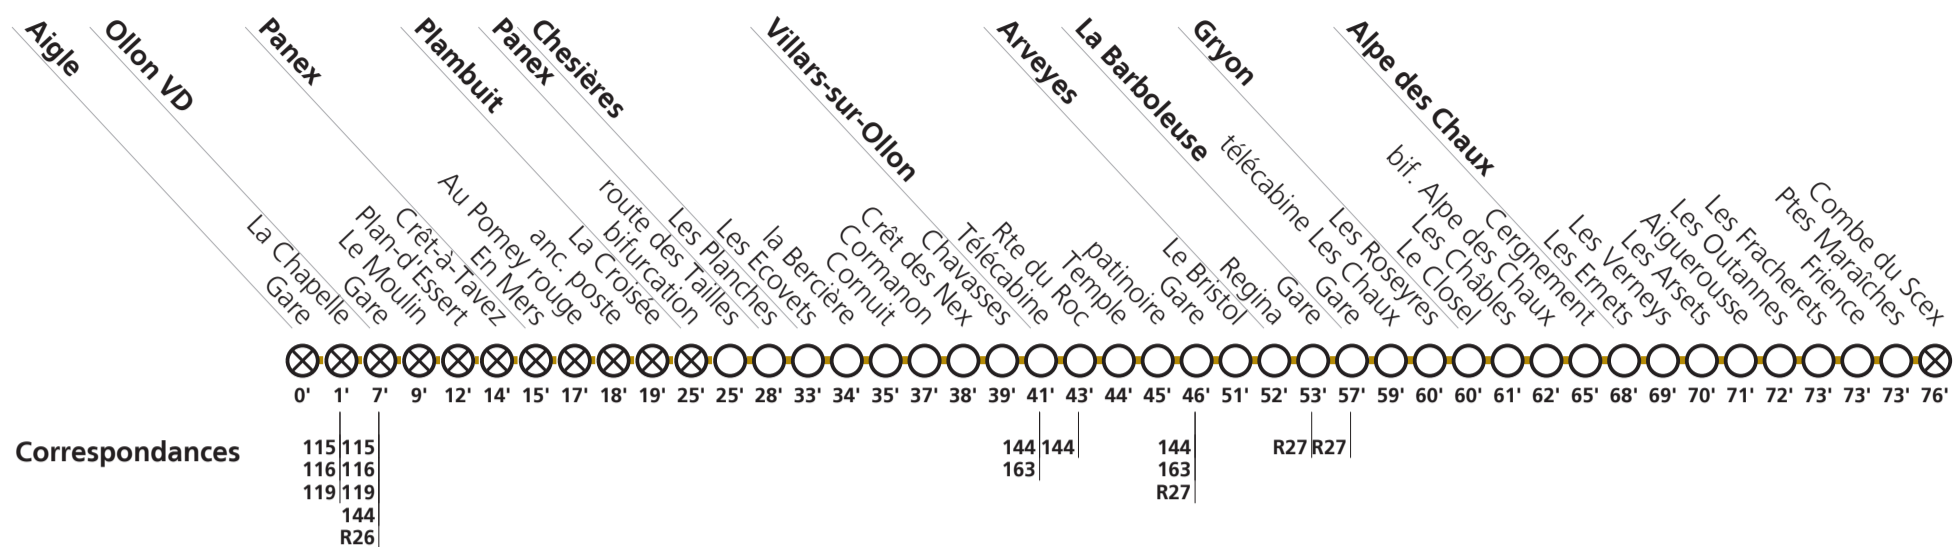 Aigle
Ollon VD
Panex
Plambuit
Panex
Chesières
Villars-sur-Ollon
Arveyes
La Barboleuse
Gryon
Alpe des Chaux
Gare
La Chapelle
Gare
Le Moulin
Plan-d'Essert
Crêt-à-Tavez
En Mers
Au Pomey rouge
anc. poste
La Croisée
bifurcation
route des Tailles
Les Planches
Les Ecovets
la Bercière
Cornuit
Cormanon
Crêt des Nex
Chavasses
Télécabine
Rte du Roc
Temple
patinoire
Gare
Le Bristol
Regina
Gare
Gare
télécabine Les Chaux
Les Roseyres
Le Closel
Les Châbles
bif. Alpe des Chaux
Cergnement
Les Ernets
Les Verneys
Les Arsets
Aiguerousse
Les Outannes
Les Fracherets
Frience
Ptes Maraîches
Combe du Scex
0' 1' 7' 9' 12' 14' 15' 17' 18' 19' 25' 25' 28' 33' 34' 35' 37' 38' 39' 41' 43' 44' 45' 46' 51' 52' 53' 57' 59' 60' 60' 61' 62' 65' 68' 69' 70' 71' 72' 73' 73' 73' 76'
Correspondances
115 115 144 144 144 R27 R27
116 116 163 163
119 119 R27
144
R26